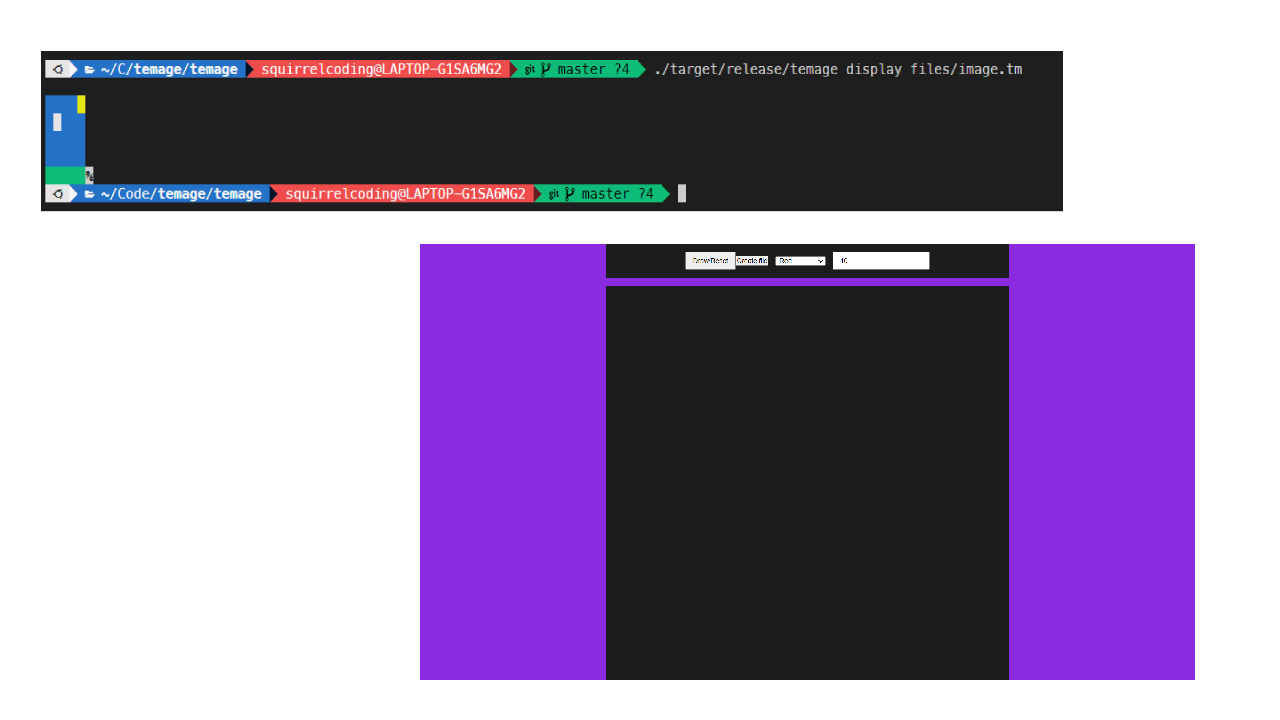 ~/C/temage/temage squirrelcoding@LAPTOP-G1SA6MG2 git master ?4 ./target/release/temage display files/image.tm
%
~/Code/temage/temage squirrelcoding@LAPTOP-G1SA6MG2 git master ?4
Draw/Reset Create file Red 10